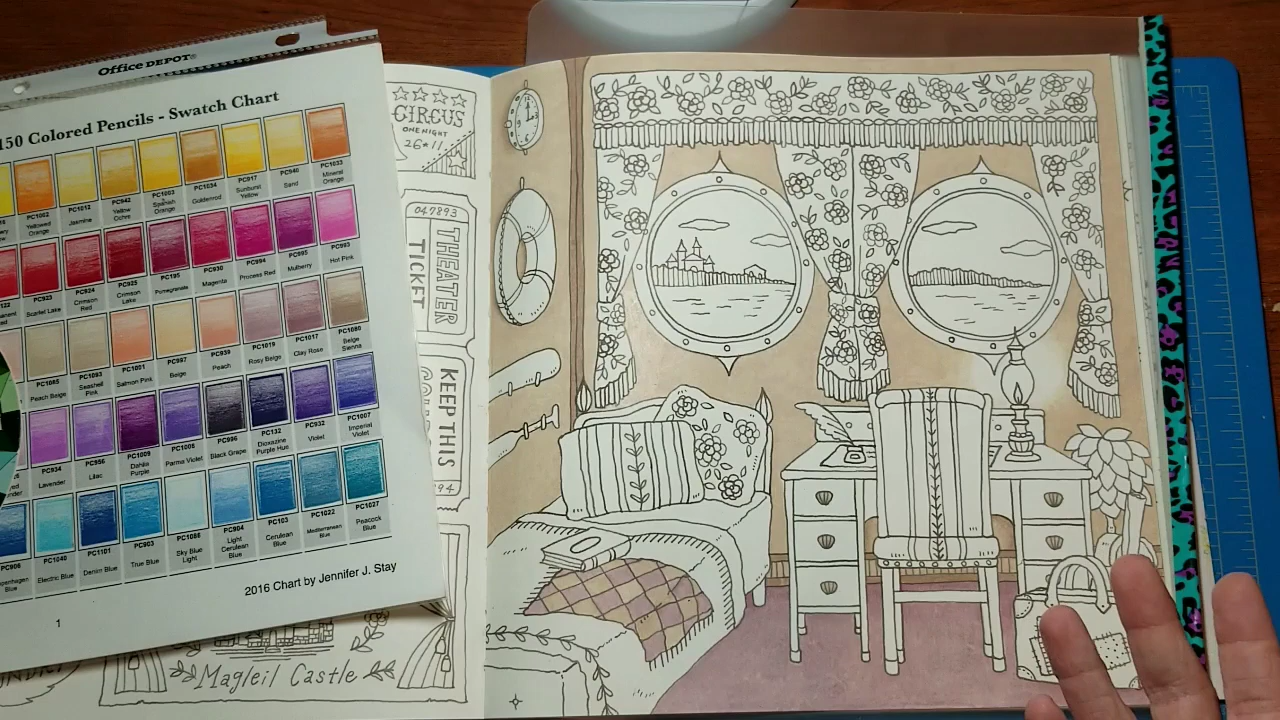 Office DEPOT®
150 Colored Pencils - Swatch Chart
PC1002 Yellowed Orange
PC1012 Jasmine
PC942 Yellow Ochre
PC1003 Spanish Orange
PC1034 Goldenrod
PC917 Sunburst Yellow
PC940 Sand
PC1033 Mineral Orange
PC923 Scarlet Lake
PC924 Crimson Red
PC925 Crimson Lake
PC195 Pomegranate
PC930 Magenta
PC994 Process Red
PC995 Mulberry
PC993 Hot Pink
PC1085 Peach Beige
PC1093 Seashell Pink
PC1001 Salmon Pink
PC997 Beige
PC939 Peach
PC1019 Rosy Beige
PC1017 Clay Rose
PC1080 Beige Sienna
PC934 Lavender
PC956 Lilac
PC1009 Dahlia Purple
PC1008 Parma Violet
PC996 Black Grape
PC132 Dioxazine Purple Hue
PC932 Violet
PC1007 Imperial Violet
PC1040 Electric Blue
PC1101 Denim Blue
PC903 True Blue
PC1086 Sky Blue Light
PC904 Light Cerulean Blue
PC103 Cerulean Blue
PC1022 Mediterranean Blue
PC1027 Peacock Blue
2016 Chart by Jennifer J. Stay
1
CIRCUS
ONE NIGHT
26*11
047893
THEATER
TICKET
KEEP THIS
Magleil Castle